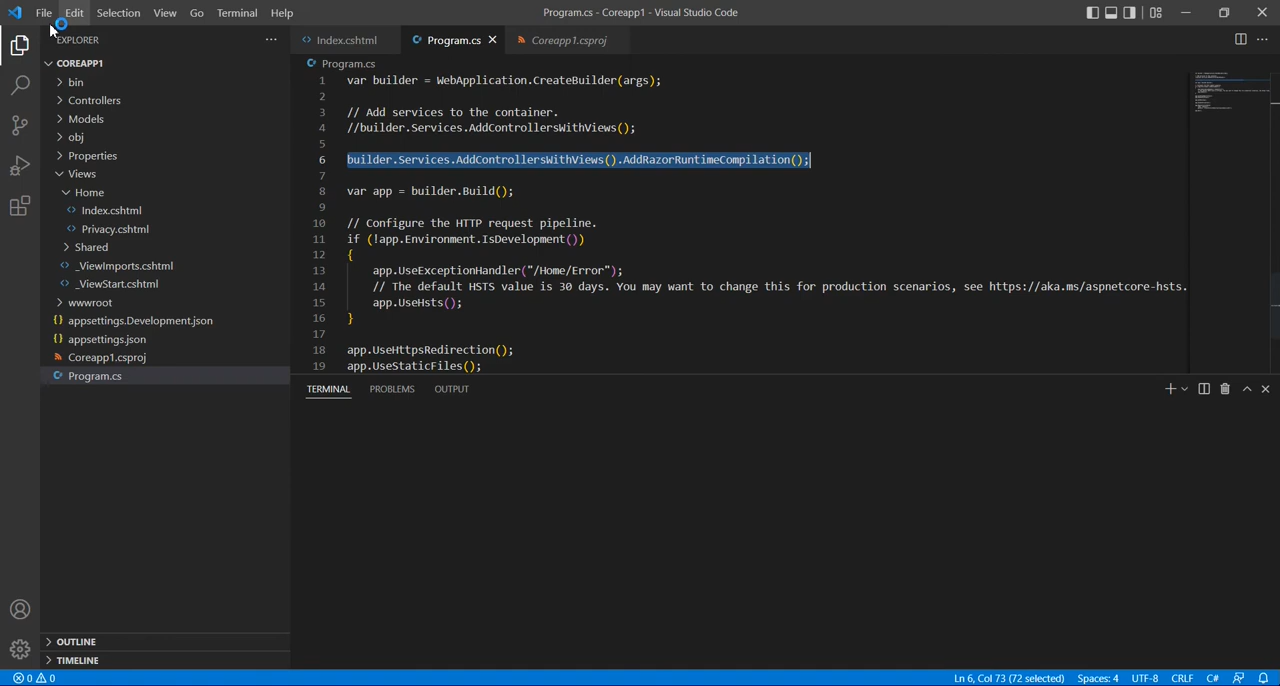 File Edit Selection View Go Terminal Help Program.cs - Coreapp1 - Visual Studio Code
EXPLORER
COREAPP1
bin
Controllers
Models
obj
Properties
Views
Home
Index.cshtml
Privacy.cshtml
Shared
_ViewImports.cshtml
_ViewStart.cshtml
wwwroot
{} appsettings.Development.json
{} appsettings.json
Coreapp1.csproj
Program.cs
OUTLINE
TIMELINE
Index.cshtml Program.cs Coreapp1.csproj
Program.cs
1 var builder = WebApplication.CreateBuilder(args);
2
3 // Add services to the container.
4 //builder.Services.AddControllersWithViews();
5
6 builder.Services.AddControllersWithViews().AddRazorRuntimeCompilation();
7
8 var app = builder.Build();
9
10 // Configure the HTTP request pipeline.
11 if (!app.Environment.IsDevelopment())
12 {
13 app.UseExceptionHandler("/Home/Error");
14 // The default HSTS value is 30 days. You may want to change this for production scenarios, see https://aka.ms/aspnetcore-hsts.
15 app.UseHsts();
16 }
17
18 app.UseHttpsRedirection();
19 app.UseStaticFiles();
TERMINAL PROBLEMS OUTPUT
0 0 Ln 6, Col 73 (72 selected) Spaces: 4 UTF-8 CRLF C#